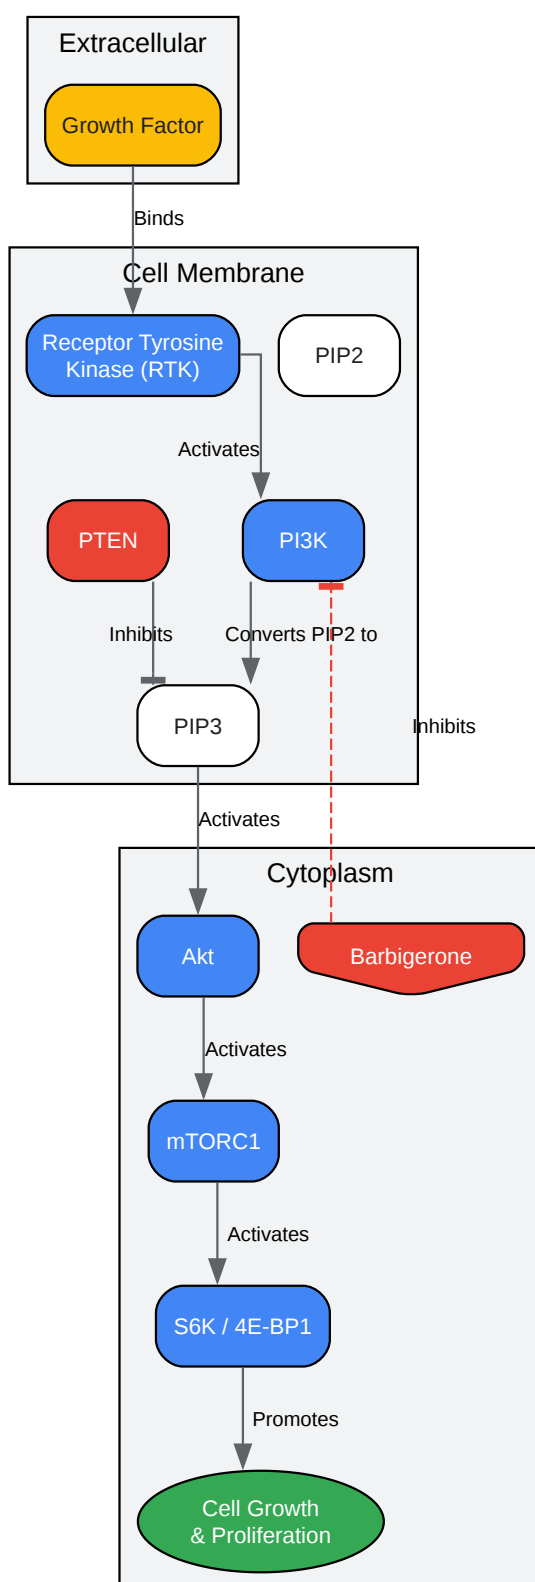 Extracellular
Growth Factor
Binds
Cell Membrane
Receptor Tyrosine
Kinase (RTK)
PIP2
Activates
PTEN
PI3K
Inhibits
Converts PIP2 to
PIP3
Inhibits
Activates
Cytoplasm
Akt
Barbigerone
Activates
mTORC1
Activates
S6K / 4E-BP1
Promotes
Cell Growth
& Proliferation